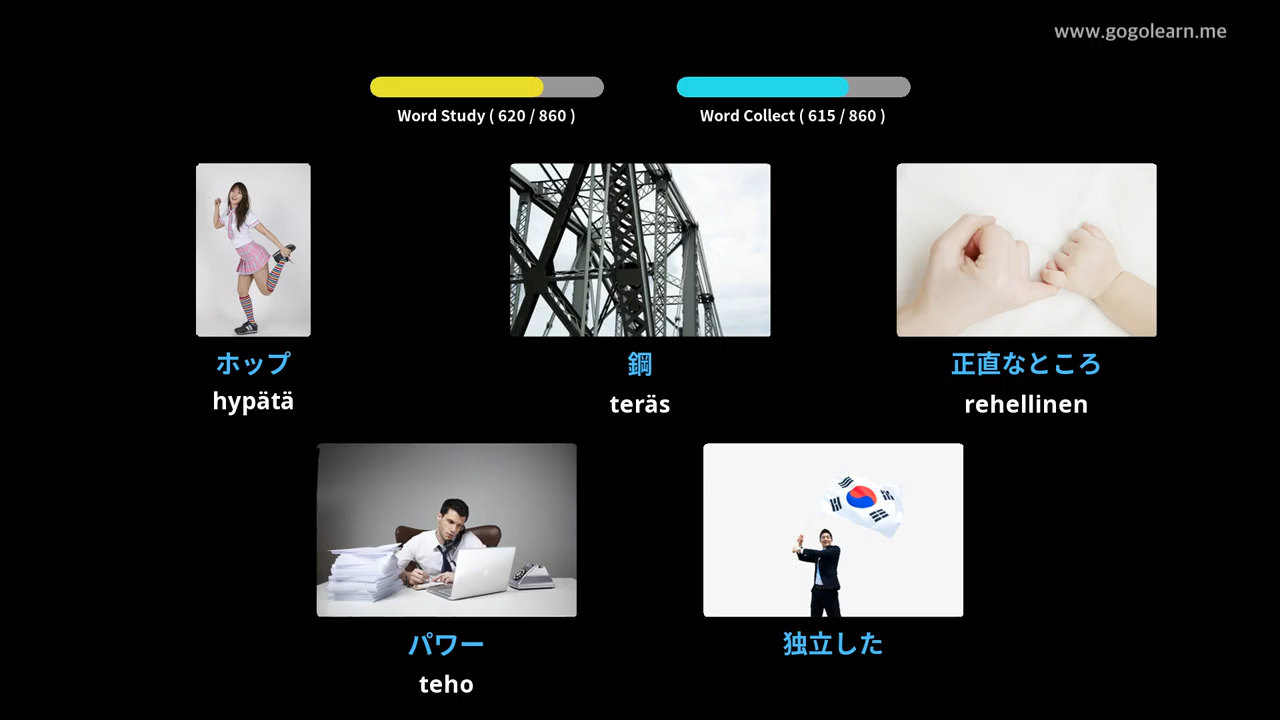 www.gogolearn.me
Word Study ( 620 / 860 )
Word Collect ( 615 / 860 )
ホップ
hypätä
鋼
teräs
正直なところ
rehellinen
パワー
teho
独立した